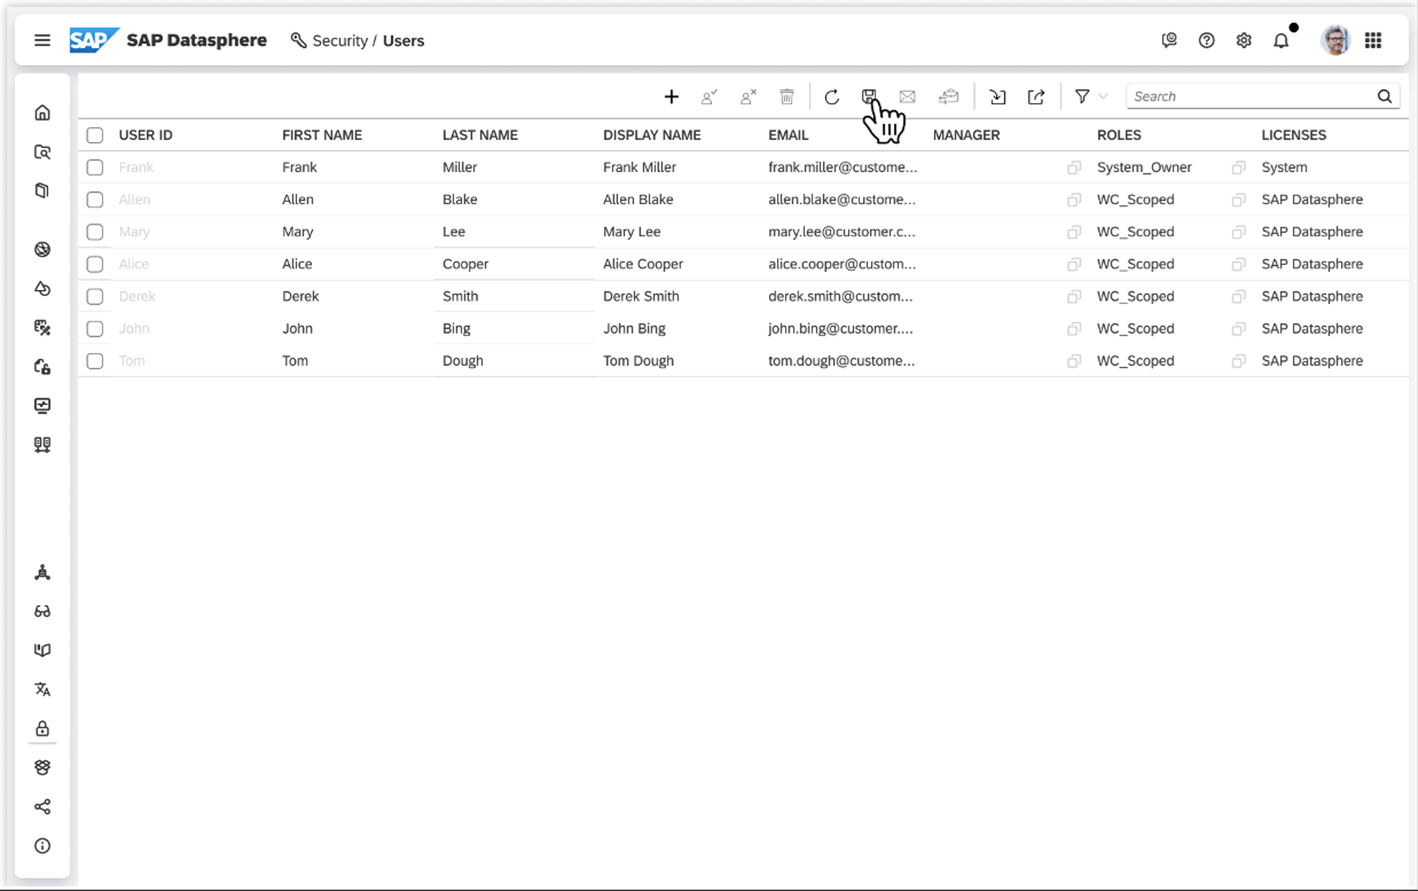 SAP SAP Datasphere Security / Users
Search
USER ID FIRST NAME LAST NAME DISPLAY NAME EMAIL MANAGER ROLES LICENSES
Frank Frank Miller Frank Miller frank.miller@custome... System_Owner System
Allen Allen Blake Allen Blake allen.blake@custome... WC_Scoped SAP Datasphere
Mary Mary Lee Mary Lee mary.lee@customer.c... WC_Scoped SAP Datasphere
Alice Alice Cooper Alice Cooper alice.cooper@custom... WC_Scoped SAP Datasphere
Derek Derek Smith Derek Smith derek.smith@custom... WC_Scoped SAP Datasphere
John John Bing John Bing john.bing@customer.... WC_Scoped SAP Datasphere
Tom Tom Dough Tom Dough tom.dough@custome... WC_Scoped SAP Datasphere